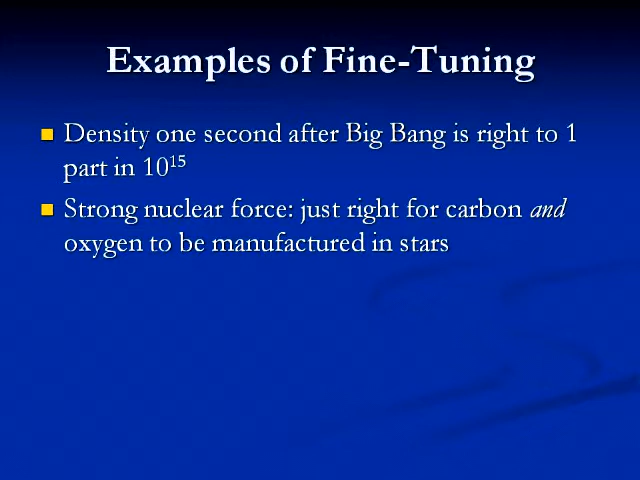 Examples of Fine-Tuning
Density one second after Big Bang is right to 1
part in 10¹⁵
Strong nuclear force: just right for carbon and
oxygen to be manufactured in stars